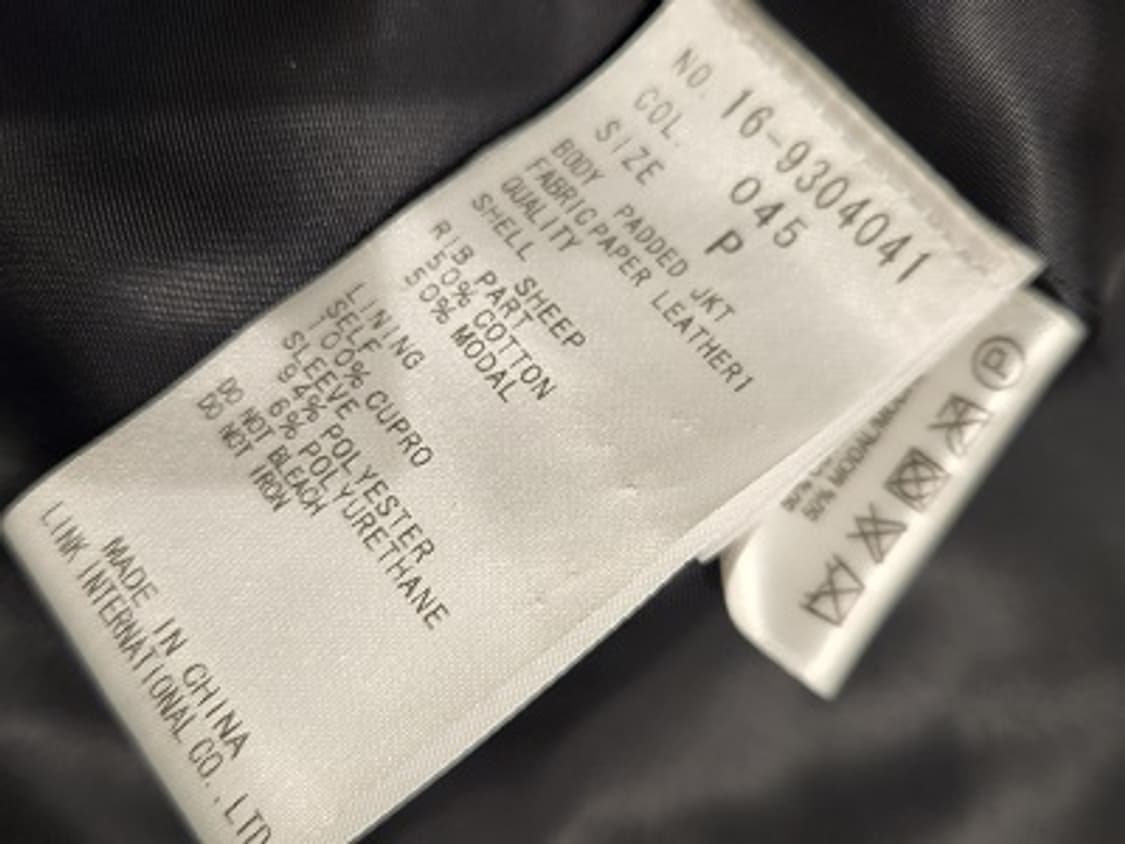 NO. 16-9304041
COL. 045
SIZE P
BODY PADDED JKT
FABRIC PAPER LEATHER1
QUALITY
SHELL
SHEEP
RIB PART
50% COTTON
50% MODAL
LINING
SELF
100% CUPRO
SLEEVE
94% POLYESTER
6% POLYURETHANE
DO NOT BLEACH
DO NOT IRON
MADE IN CHINA
LINK INTERNATIONAL CO., LTD
P
50% MODAL